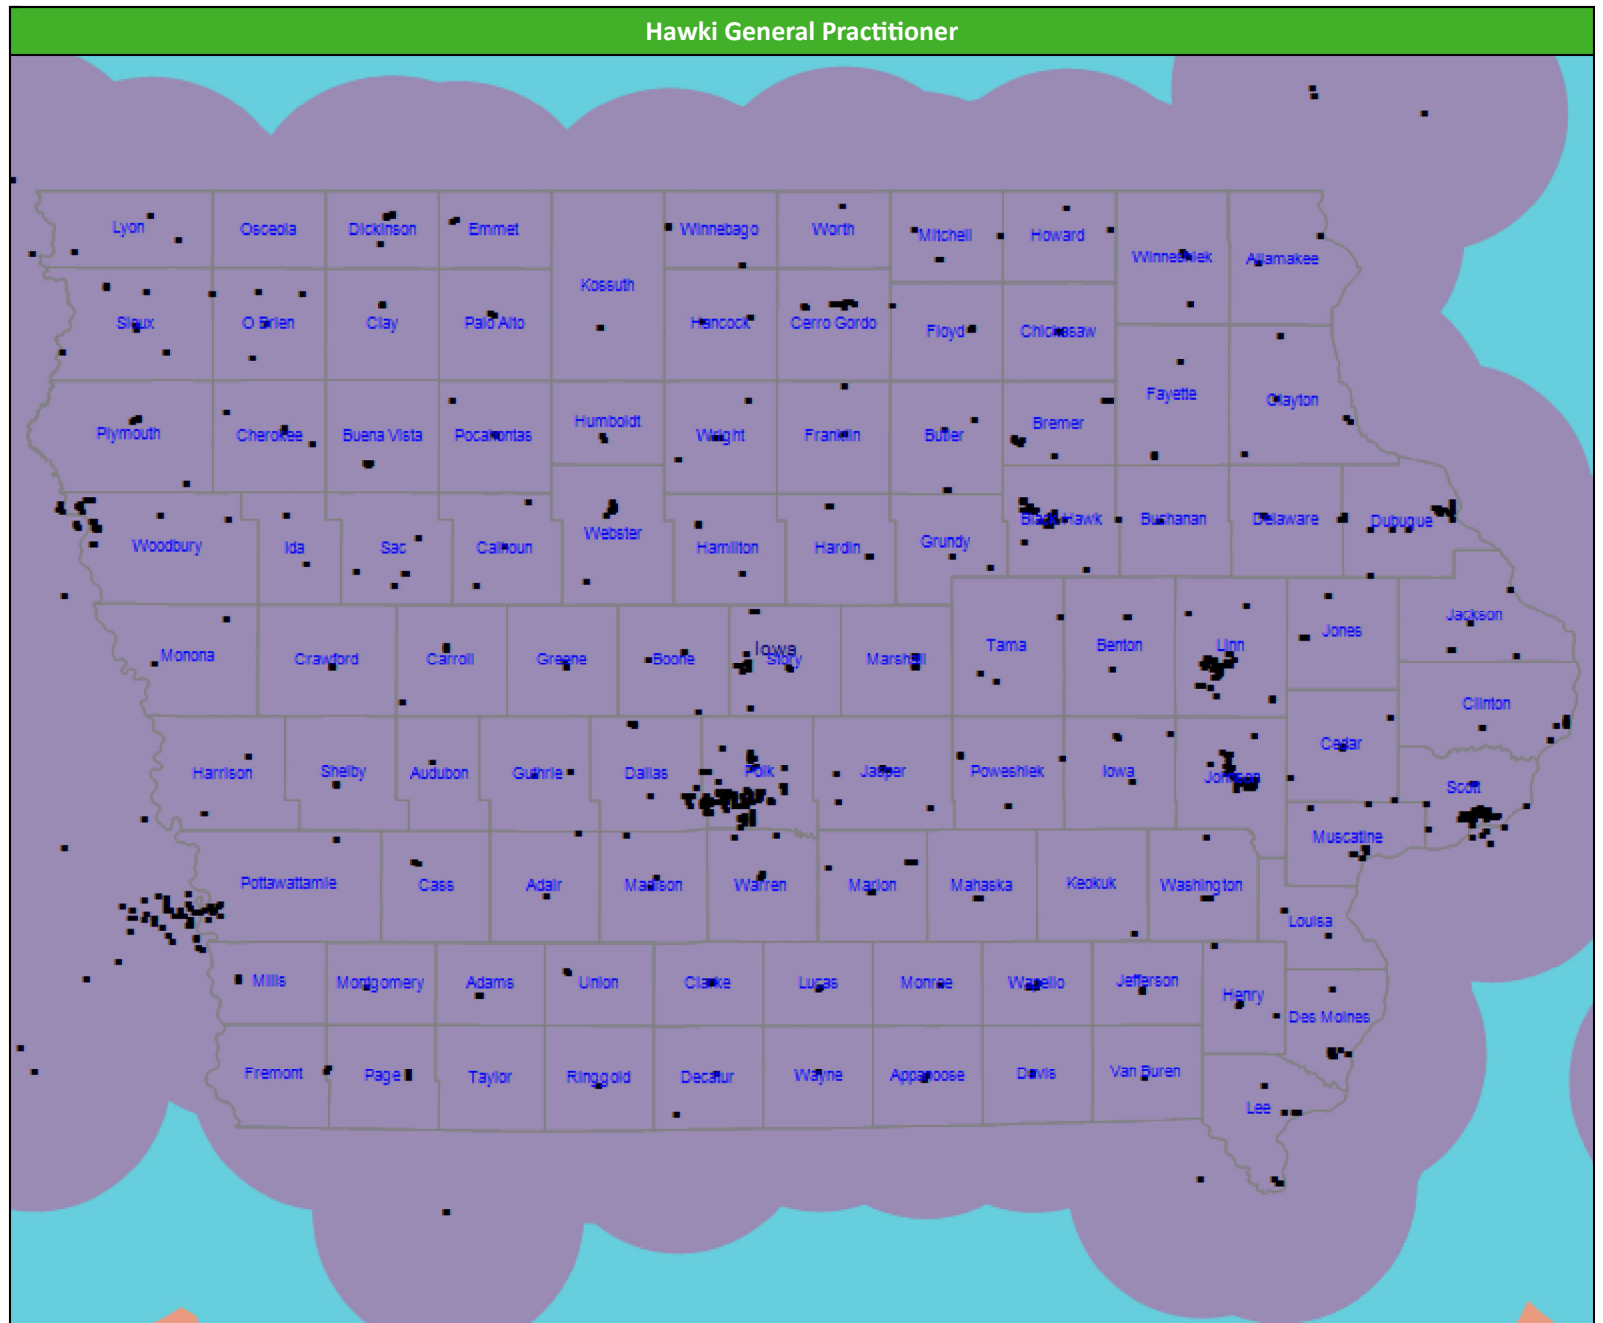 Hawki General Practitioner
Lyon
Osceola
Dickinson
Emmet
Winnebago
Worth
Mitchell
Howard
Winneshiek
Allamakee
Kossuth
Sioux
O Brien
Clay
Palo Alto
Hancock
Cerro Gordo
Floyd
Chickasaw
Fayette
Clayton
Plymouth
Cherokee
Buena Vista
Pocahontas
Humboldt
Wright
Franklin
Butler
Bremer
Woodbury
Ida
Sac
Calhoun
Webster
Hamilton
Hardin
Grundy
Black Hawk
Buchanan
Delaware
Dubuque
Monona
Crawford
Carroll
Greene
Boone
Iowa
Story
Marshall
Tama
Benton
Linn
Jones
Jackson
Clinton
Harrison
Shelby
Audubon
Guthrie
Dallas
Polk
Jasper
Poweshiek
Iowa
Johnson
Cedar
Scott
Muscatine
Pottawattamie
Cass
Adair
Madison
Warren
Marion
Mahaska
Keokuk
Washington
Louisa
Mills
Montgomery
Adams
Union
Clarke
Lucas
Monroe
Wapello
Jefferson
Henry
Des Moines
Fremont
Page
Taylor
Ringgold
Decatur
Wayne
Appanoose
Davis
Van Buren
Lee